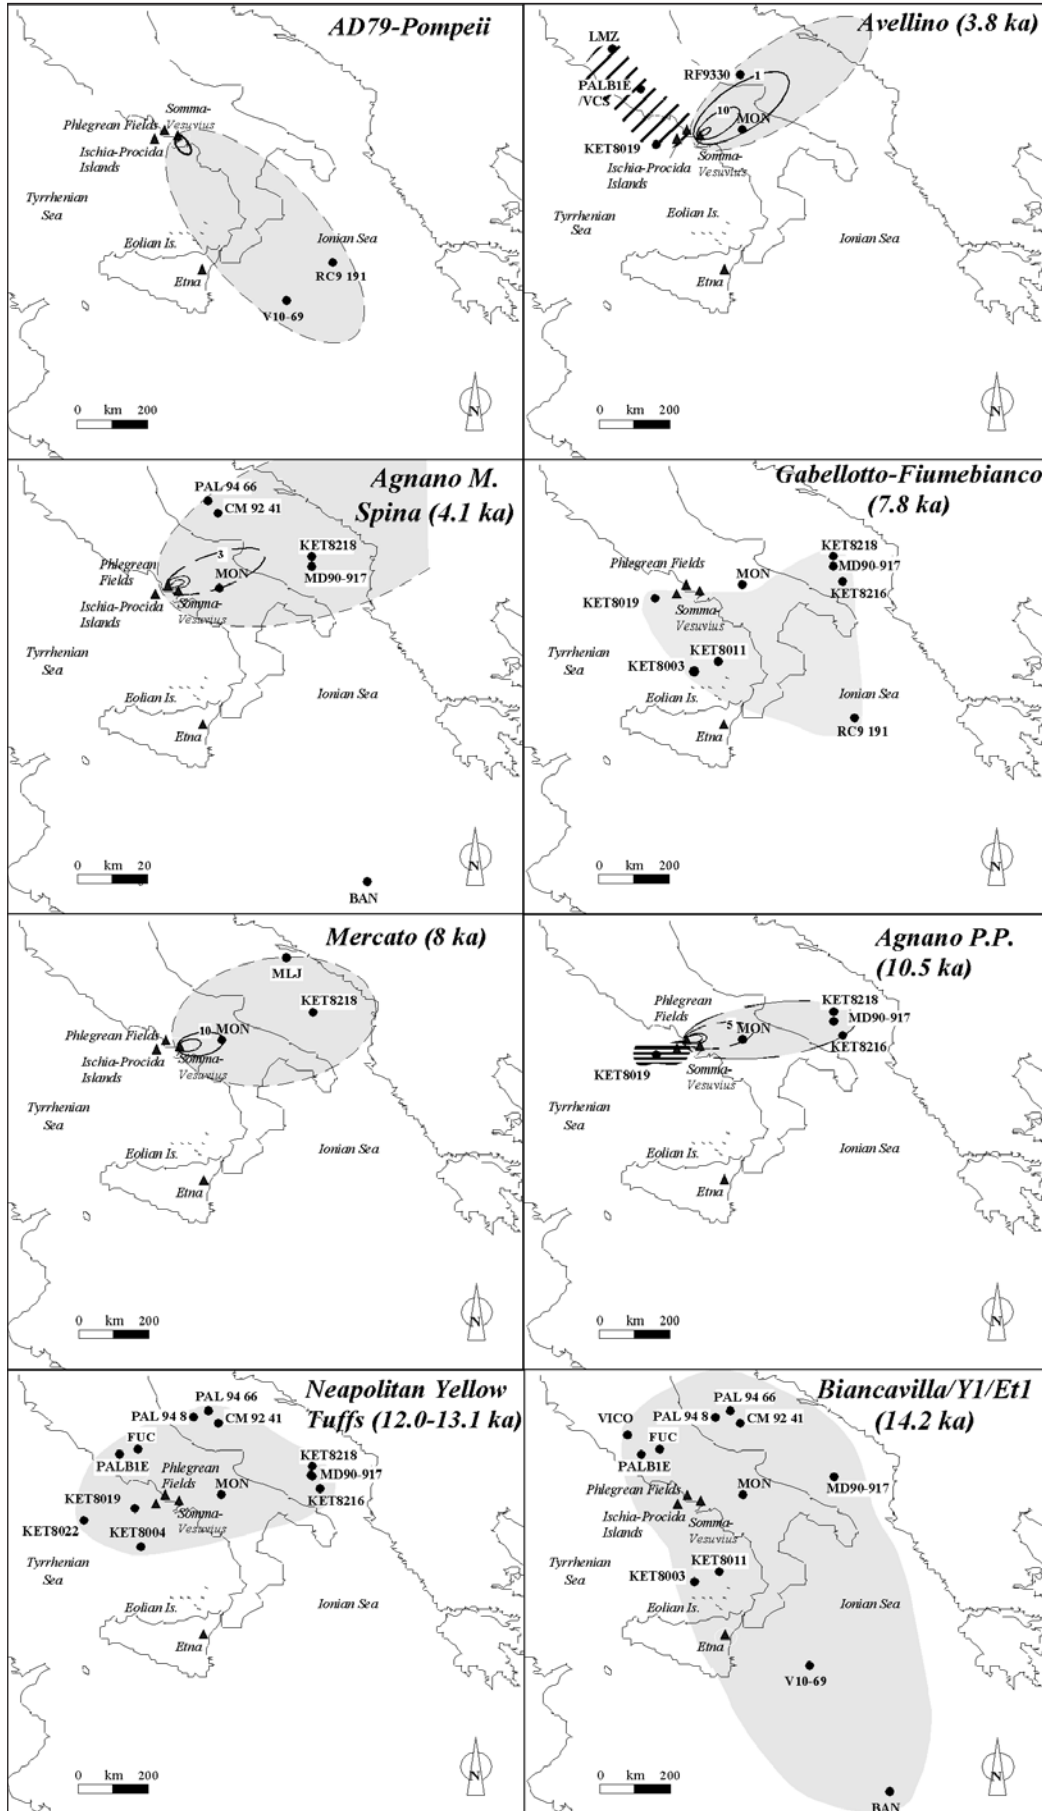 AD79-Pompeii
Somma-
Vesuvius
Phlegrean Fields
Ischia-Procida
Islands
Tyrrhenian
Sea
Eolian Is.
Ionian Sea
RC9 191
Etna
V10-69
0 km 200
N
Avellino (3.8 ka)
LMZ
RF9330
1
PALB1E
/VCS
10
MON
KET8019
Ischia-Procida
Islands
Somma-
Vesuvius
Tyrrhenian
Sea
Eolian Is.
Ionian Sea
Etna
0 km 200
N
Agnano M.
Spina (4.1 ka)
PAL 94 66
CM 92 41
KET8218
3
Phlegrean
Fields
MON
MD90-917
Ischia-Procida
Islands
Somma-
Vesuvius
Tyrrhenian
Sea
Eolian Is.
Ionian Sea
Etna
0 km 20
N
BAN
Gabellotto-Fiumebianco
(7.8 ka)
KET8218
Phlegrean Fields
MON
MD90-917
KET8216
KET8019
Somma-
Vesuvius
Tyrrhenian
Sea
KET8011
KET8003
Eolian Is.
Ionian Sea
RC9 191
Etna
0 km 200
N
Mercato (8 ka)
MLJ
KET8218
10
MON
Phlegrean Fields
Ischia-Procida
Islands
Somma-
Vesuvius
Tyrrhenian
Sea
Eolian Is.
Ionian Sea
Etna
0 km 200
N
Agnano P.P.
(10.5 ka)
Phlegrean
Fields
KET8218
5
MON
MD90-917
KET8216
KET8019
Somma-
Vesuvius
Tyrrhenian
Sea
Eolian Is.
Ionian Sea
Etna
0 km 200
N
Neapolitan Yellow
Tuffs (12.0-13.1 ka)
PAL 94 66
PAL 94 8
CM 92 41
FUC
PALB1E
KET8218
Phlegrean
Fields
MD90-917
MON
KET8216
KET8019
Somma-
Vesuvius
KET8022
KET8004
Tyrrhenian
Sea
Eolian Is.
Ionian Sea
Etna
0 km 200
N
Biancavilla/Y1/Et1
(14.2 ka)
PAL 94 66
VICO
PAL 94 8
CM 92 41
FUC
PALB1E
Phlegrean Fields
MON
MD90-917
Ischia-Procida
Islands
Somma-
Vesuvius
Tyrrhenian
Sea
KET8011
KET8003
Eolian Is.
Ionian Sea
Etna
V10-69
0 km 200
N
BAN